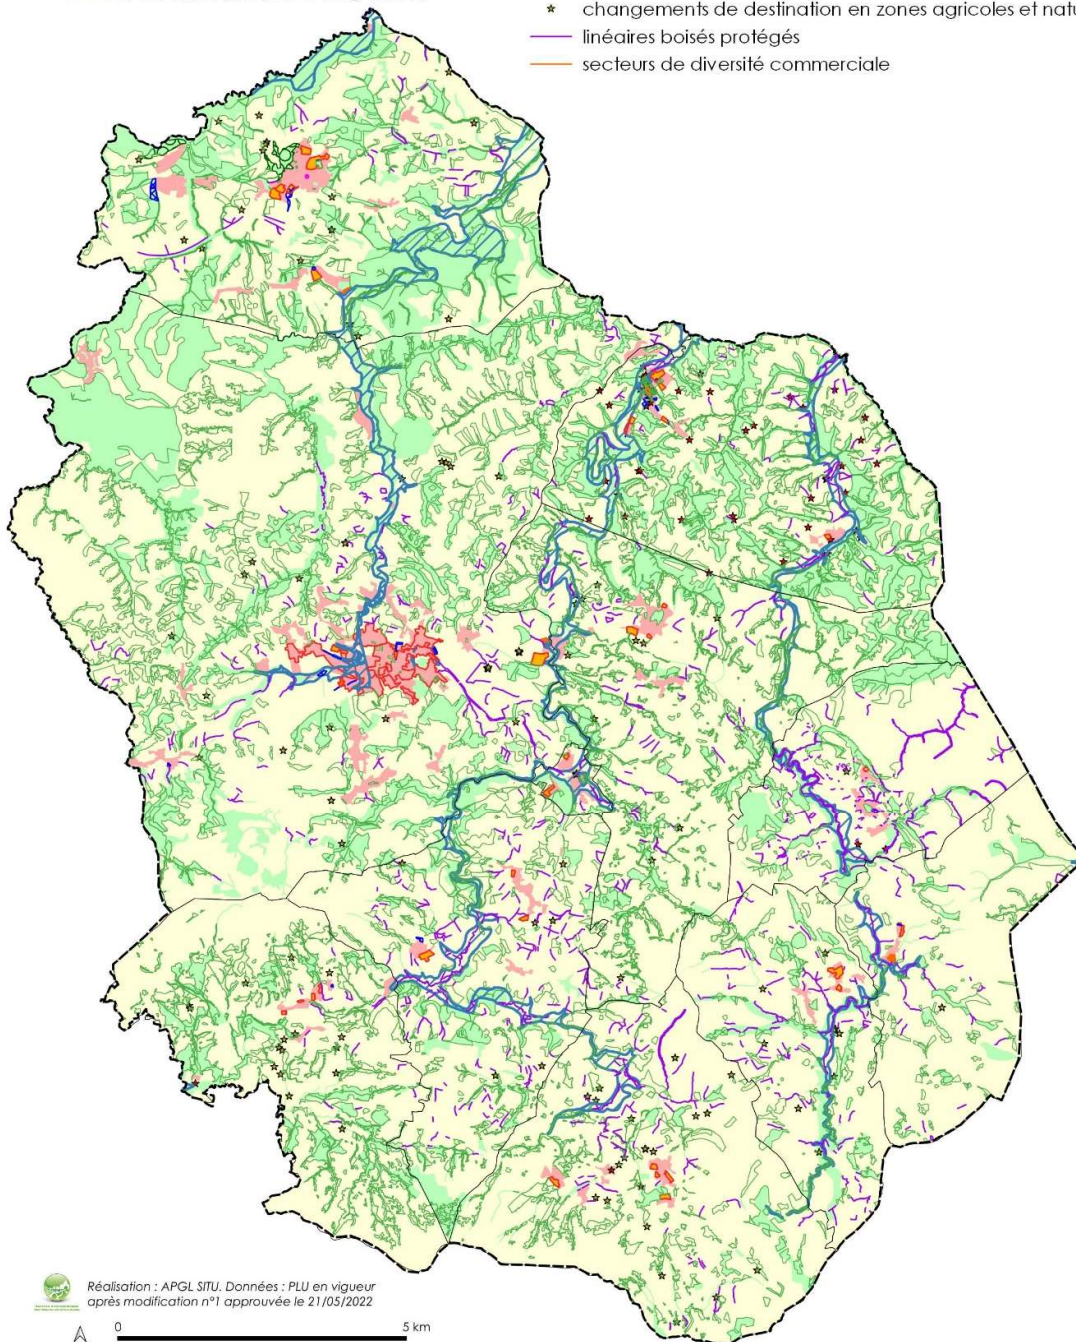 changements de destination en zones agricoles et
linéaires boisés protégés
secteurs de diversité commerciale
Réalisation : APGL SITU. Données : PLU en vigueur
après modification n°1 approuvée le 21/05/2022
0 5 km